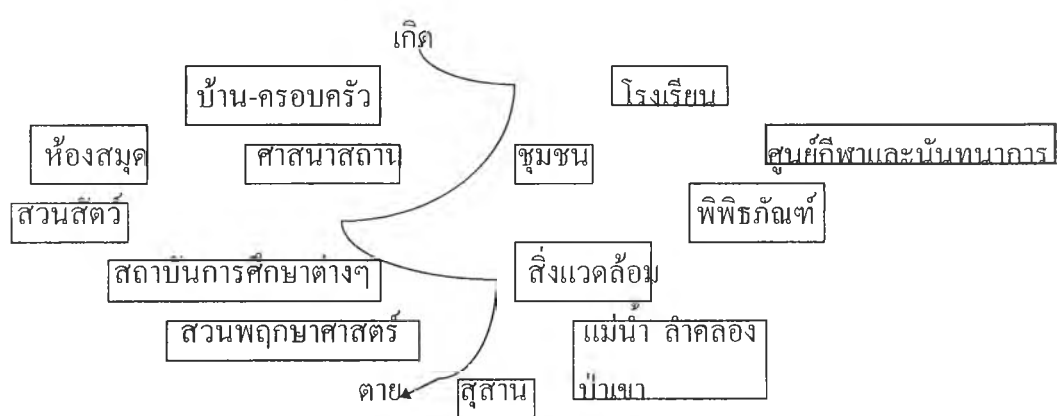 เกิด
บ้าน-ครอบครัว
โรงเรียน
ห้องสมุด
ศาสนาสถาน
ชุมชน
ศูนย์กีฬาและนันทนาการ
สวนสัตว์
พิพิธภัณฑ์
สถาบันการศึกษาต่างๆ
สิ่งแวดล้อม
สวนพฤกษาศาสตร์
แม่น้ำ ลำคลอง
ป่าเขา
ตาย
สุสาน